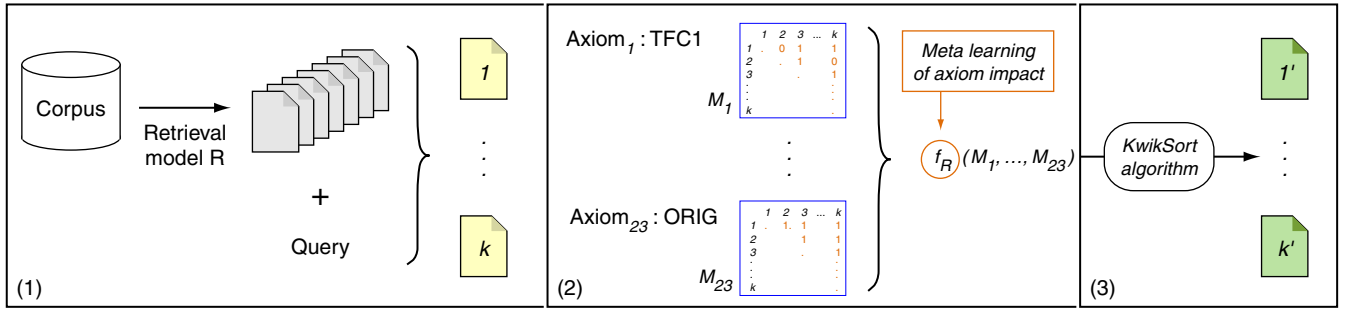 Corpus
Retrieval
model R
+
Query
1
.
.
.
k
(1)
Axiom1 : TFC1
M1
1 2 3 ... k
1 . 0 1 1
2 . 1 0
3 . 1
. .
. .
. .
k .
.
.
.
Axiom23 : ORIG
M23
1 2 3 ... k
1 . 1. 1 1
2 1 1
3 . 1
. .
. .
. .
k .
(2)
Meta learning
of axiom impact
fR (M1, ..., M23)
KwikSort
algorithm
1'
.
.
.
k'
(3)